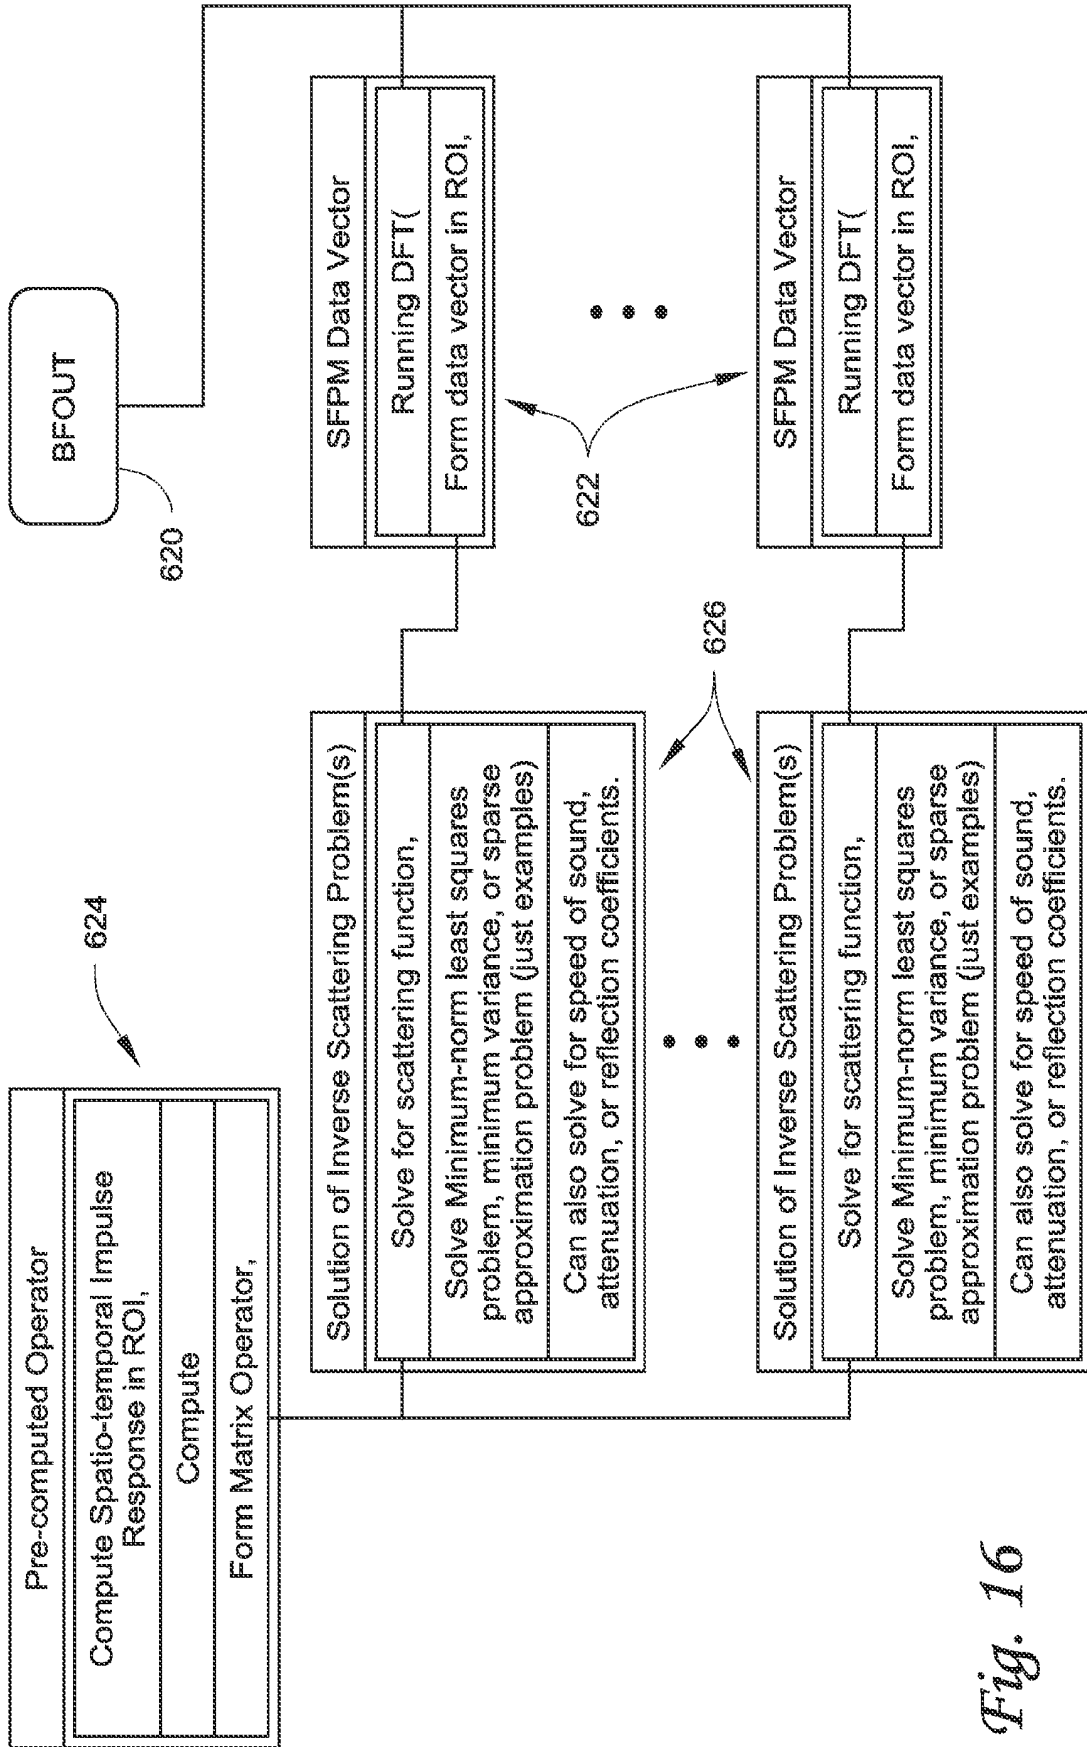 Pre-computed Operator
Compute Spatio-temporal Impulse
Response in ROI,
Compute
Form Matrix Operator,
624
BFOUT
620
Solution of Inverse Scattering Problem(s)
Solve for scattering function,
Solve Minimum-norm least squares
problem, minimum variance, or sparse
approximation problem (just examples)
Can also solve for speed of sound,
attenuation, or reflection coefficients.
626
SFPM Data Vector
Running DFT(
Form data vector in ROI,
622
Solution of Inverse Scattering Problem(s)
Solve for scattering function,
Solve Minimum-norm least squares
problem, minimum variance, or sparse
approximation problem (just examples)
Can also solve for speed of sound,
attenuation, or reflection coefficients.
SFPM Data Vector
Running DFT(
Form data vector in ROI,
Fig. 16